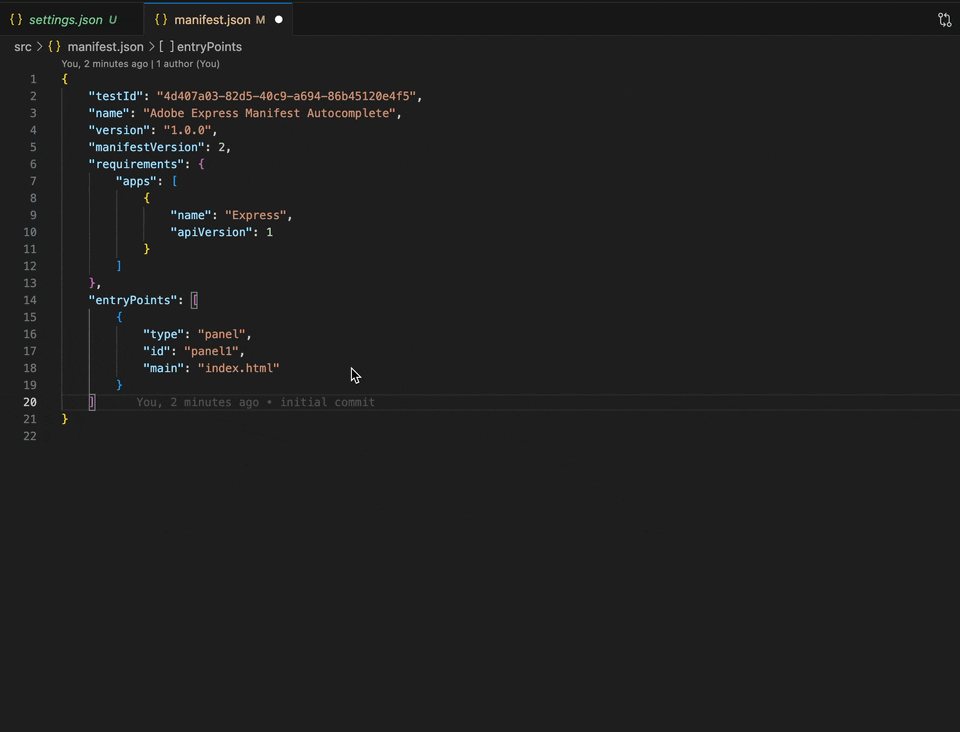 {} settings.json U {} manifest.json M
src > {} manifest.json > [ ] entryPoints
You, 2 minutes ago | 1 author (You)
1 {
2 "testId": "4d407a03-82d5-40c9-a694-86b45120e4f5",
3 "name": "Adobe Express Manifest Autocomplete",
4 "version": "1.0.0",
5 "manifestVersion": 2,
6 "requirements": {
7 "apps": [
8 {
9 "name": "Express",
10 "apiVersion": 1
11 }
12 ]
13 },
14 "entryPoints": [
15 {
16 "type": "panel",
17 "id": "panel1",
18 "main": "index.html"
19 }
20 ] You, 2 minutes ago • initial commit
21 }
22